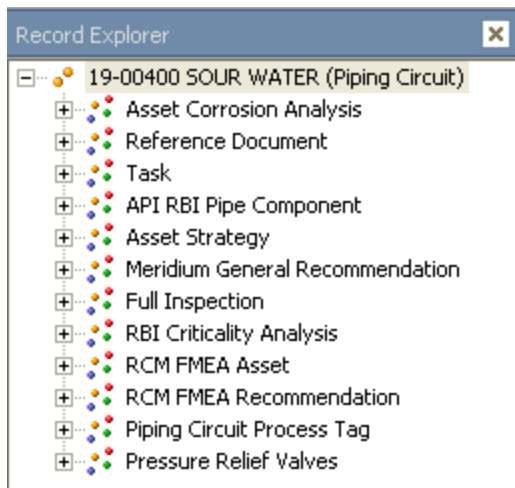 Record Explorer
19-00400 SOUR WATER (Piping Circuit)
Asset Corrosion Analysis
Reference Document
Task
API RBI Pipe Component
Asset Strategy
Meridium General Recommendation
Full Inspection
RBI Criticality Analysis
RCM FMEA Asset
RCM FMEA Recommendation
Piping Circuit Process Tag
Pressure Relief Valves